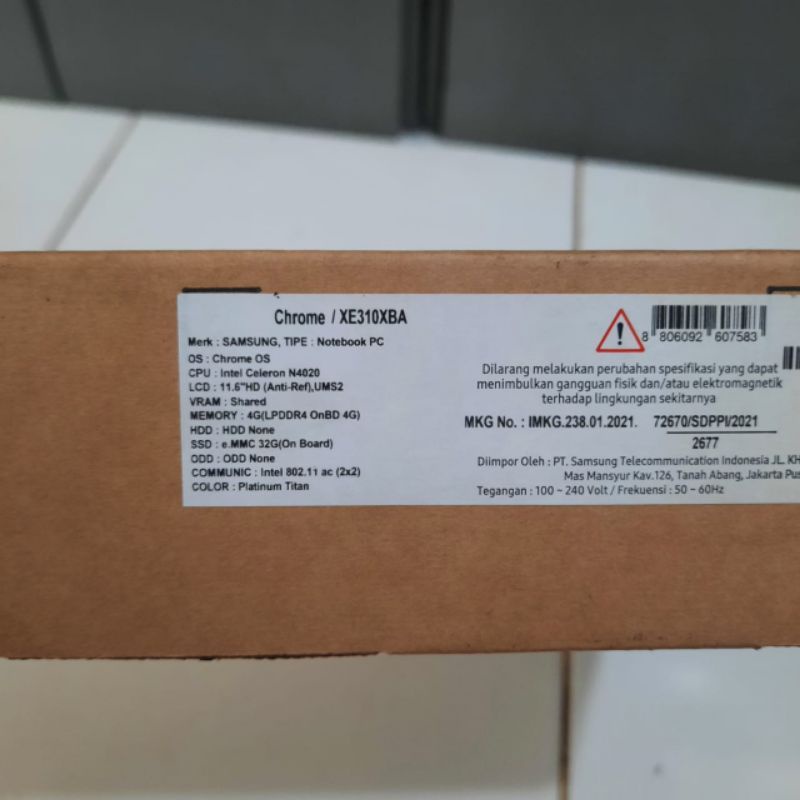 Chrome / XE310XBA
Merk : SAMSUNG, TIPE : Notebook PC
OS : Chrome OS
CPU : Intel Celeron N4020
LCD : 11.6"HD (Anti-Ref),UMS2
VRAM : Shared
MEMORY : 4G(LPDDR4 OnBD 4G)
HDD : HDD None
SSD : e.MMC 32G(On Board)
ODD : ODD None
COMMUNIC : Intel 802.11 ac (2x2)
COLOR : Platinum Titan
8 806092 607583
Dilarang melakukan perubahan spesifikasi yang dapat
menimbulkan gangguan fisik dan/atau elektromagnetik
terhadap lingkungan sekitarnya
MKG No. : IMKG.238.01.2021. 72670/SDPPI/2021
2677
Diimpor Oleh : PT. Samsung Telecommunication Indonesia JL. KH
Mas Mansyur Kav.126, Tanah Abang, Jakarta Pus
Tegangan : 100 – 240 Volt / Frekuensi : 50 – 60Hz